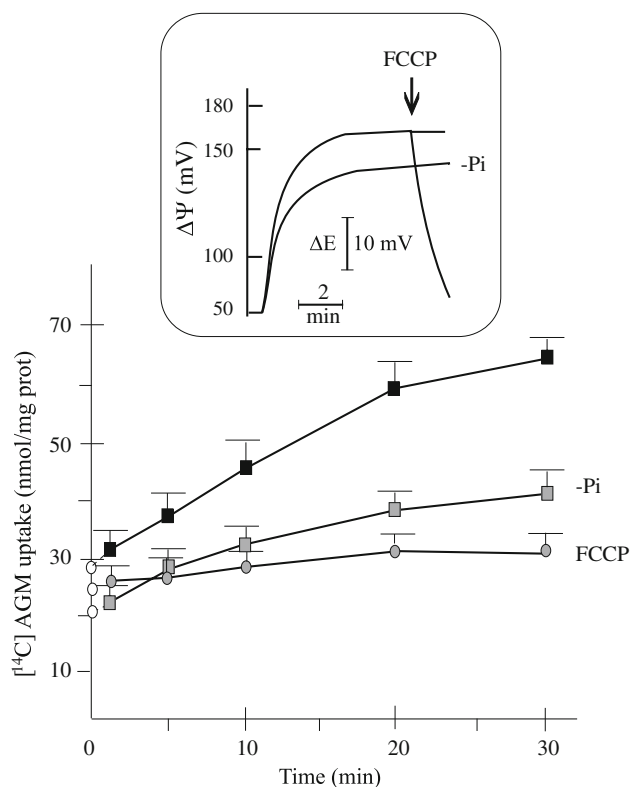 FCCP
180
150
100
50
ΔΨ (mV)
-Pi
ΔE
10 mV
2
min
70
50
30
10
[¹⁴C] AGM uptake (nmol/mg prot)
-Pi
FCCP
0
10
20
30
Time (min)